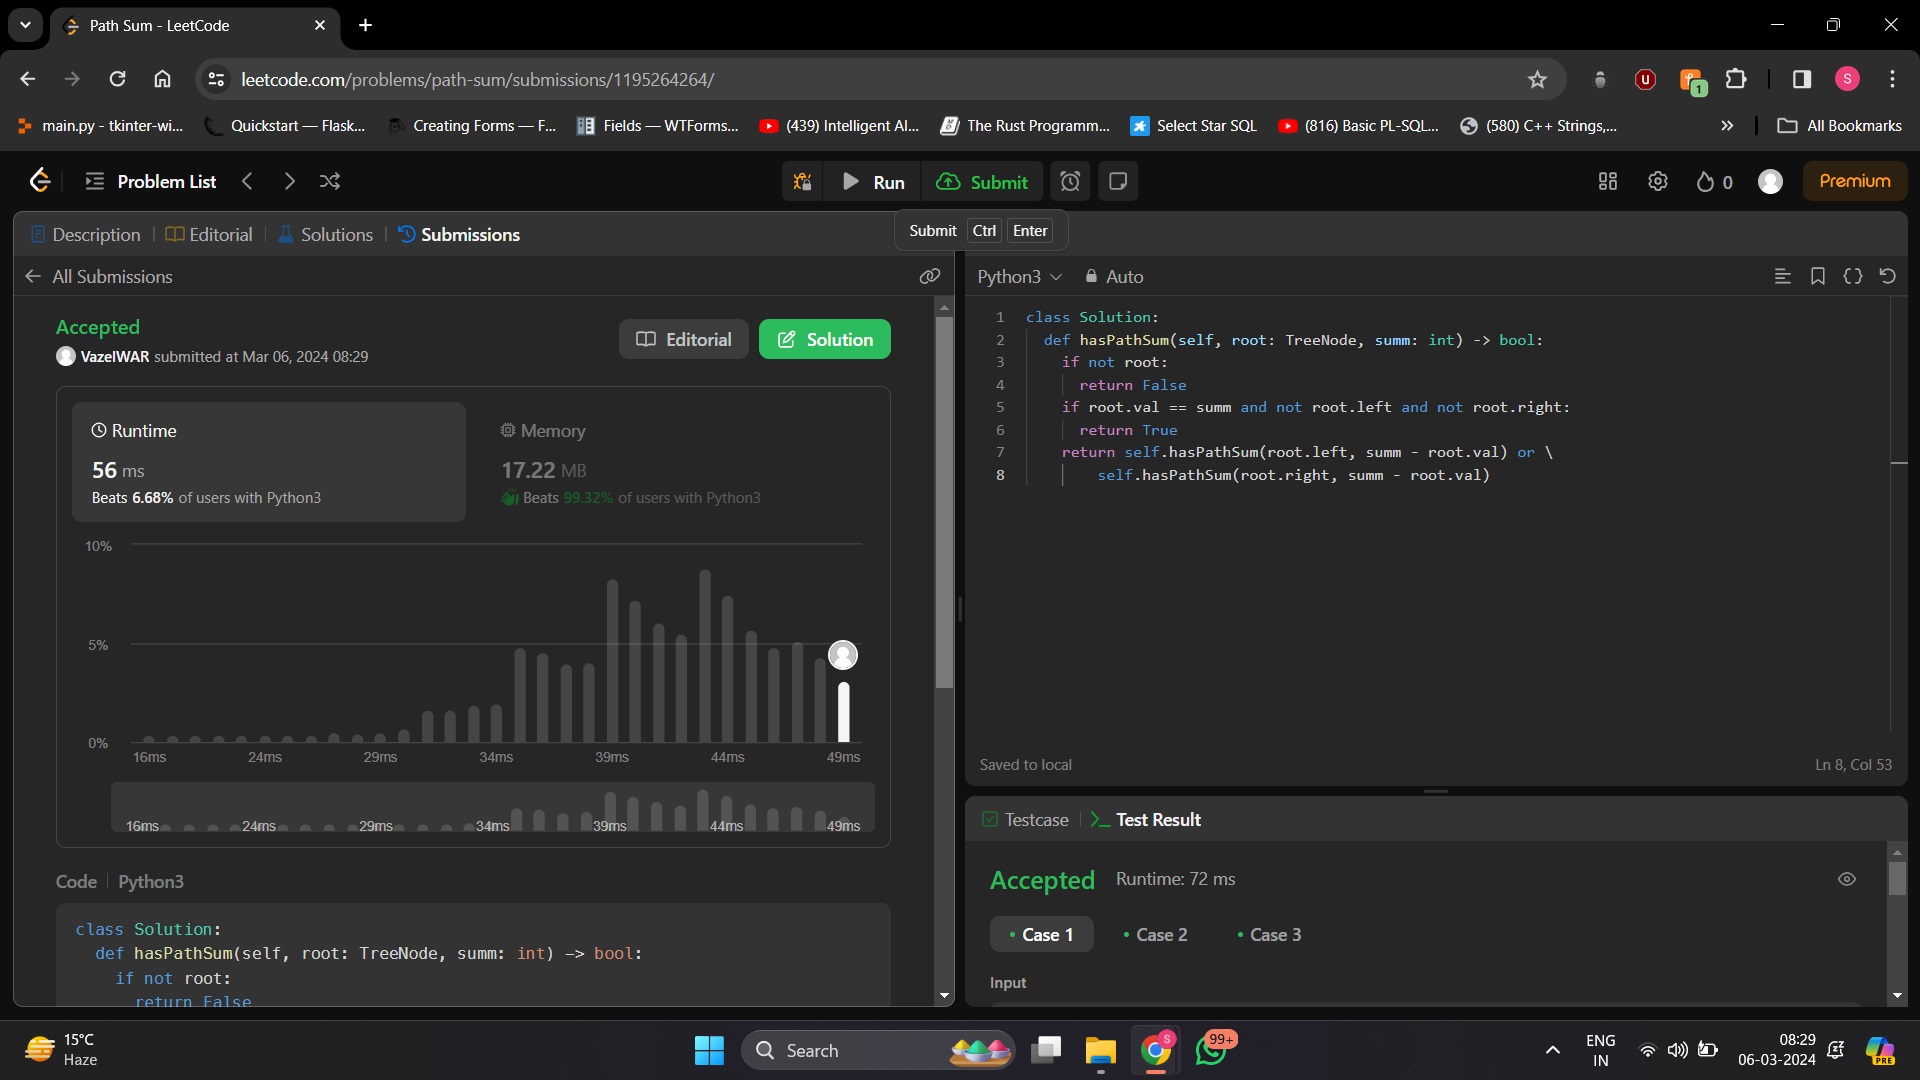 Path Sum - LeetCode
leetcode.com/problems/path-sum/submissions/1195264264/
U
1
S
main.py - tkinter-wi...
Quickstart — Flask...
Creating Forms — F...
Fields — WTForms...
(439) Intelligent AI...
The Rust Programm...
Select Star SQL
(816) Basic PL-SQL...
(580) C++ Strings,...
»
All Bookmarks
Problem List
Run
Submit
0
Premium
Description
Editorial
Solutions
Submissions
Submit Ctrl Enter
All Submissions
Accepted
VazelWAR submitted at Mar 06, 2024 08:29
Editorial
Solution
Runtime
56 ms
Beats 6.68% of users with Python3
Memory
17.22 MB
Beats 99.32% of users with Python3
10%
5%
0%
16ms 24ms 29ms 34ms 39ms 44ms 49ms
16ms 24ms 29ms 34ms 39ms 44ms 49ms
Code | Python3
class Solution:
def hasPathSum(self, root: TreeNode, summ: int) -> bool:
if not root:
return False
Python3
Auto
1 class Solution:
2 def hasPathSum(self, root: TreeNode, summ: int) -> bool:
3 if not root:
4 return False
5 if root.val == summ and not root.left and not root.right:
6 return True
7 return self.hasPathSum(root.left, summ - root.val) or \
8 self.hasPathSum(root.right, summ - root.val)
Saved to local
Ln 8, Col 53
Testcase
Test Result
Accepted
Runtime: 72 ms
Case 1
Case 2
Case 3
Input
15°C
Haze
Search
S
99+
ENG
IN
08:29
06-03-2024
PRE